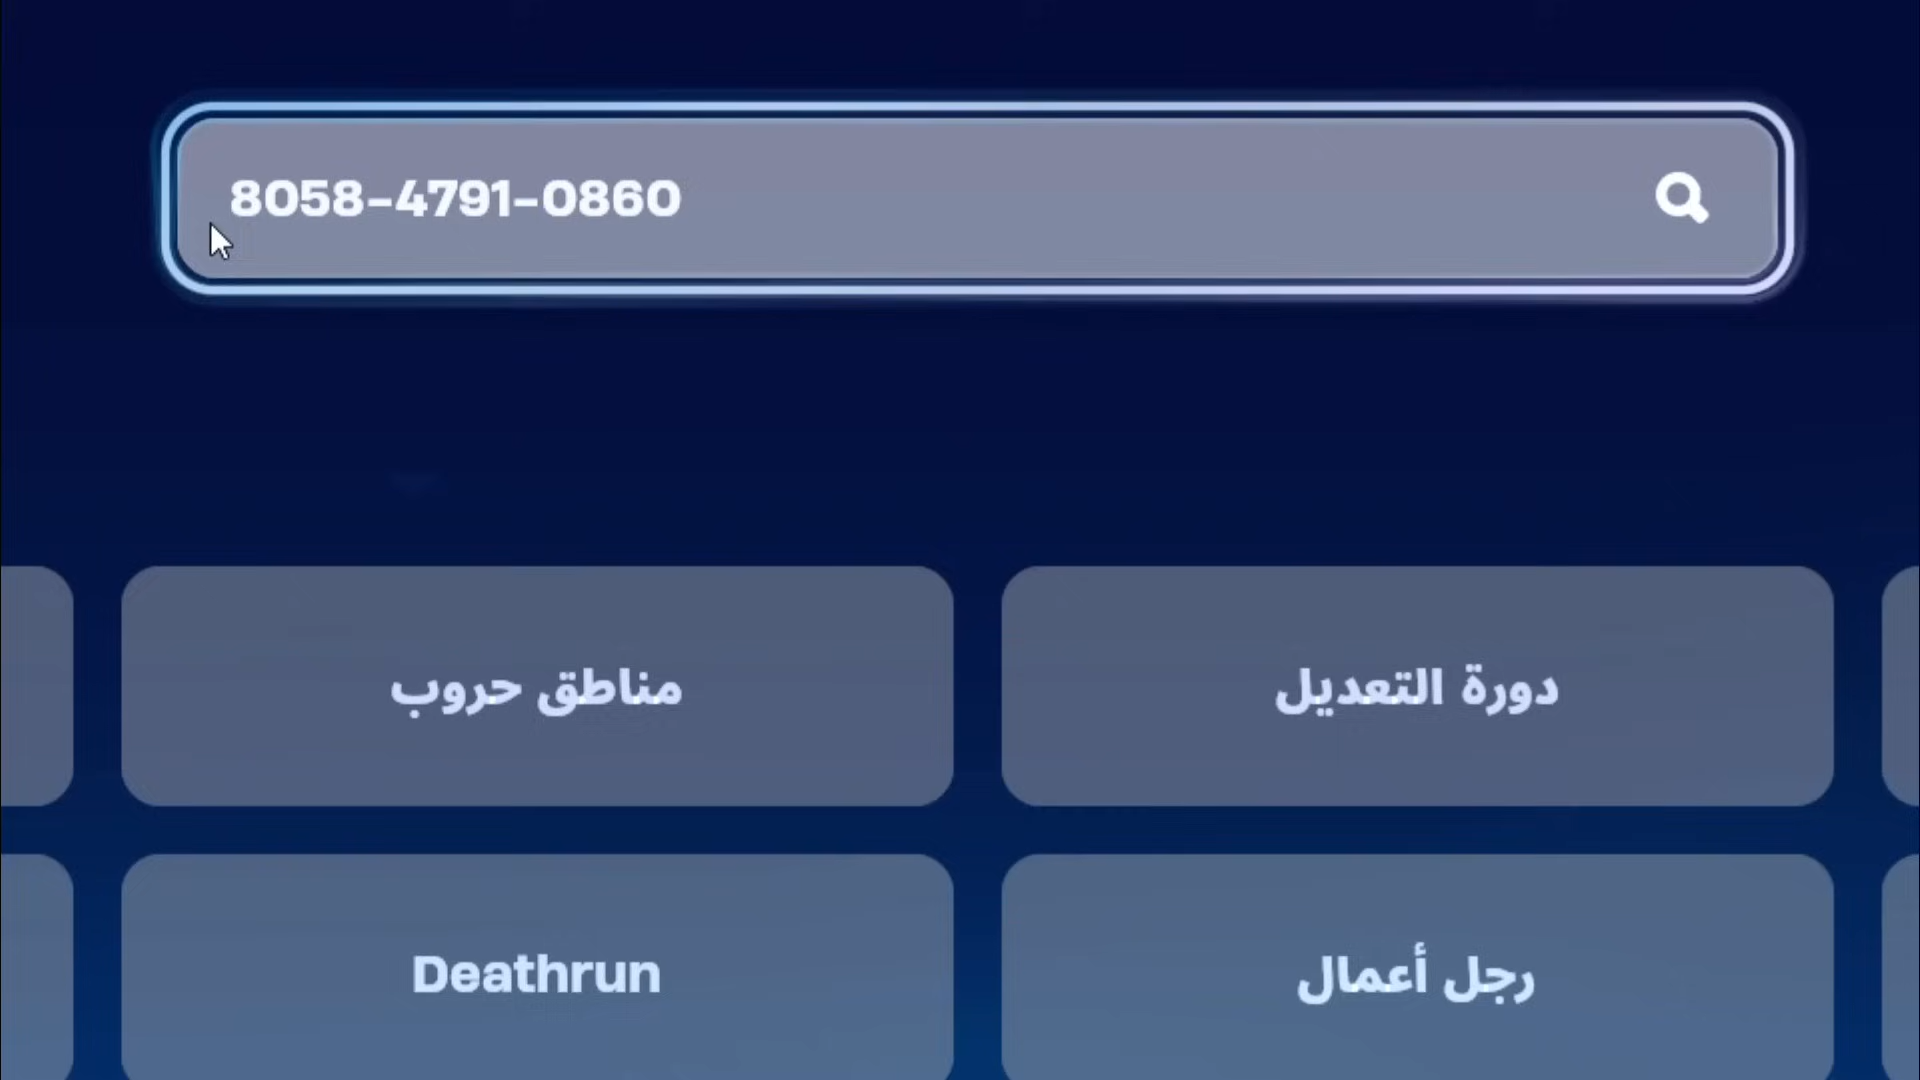 8058-4791-0860
مناطق حروب
دورة التعديل
Deathrun
رجل أعمال